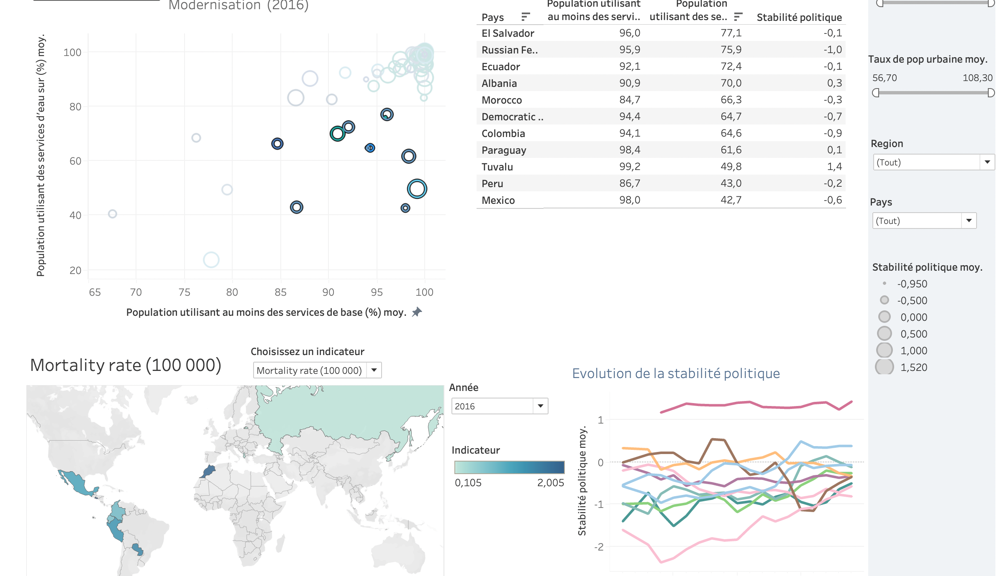 Modernisation (2016)
Population utilisant des services d'eau sur (%) moy.
100
80
60
40
20
65 70 75 80 85 90 95 100
Population utilisant au moins des services de base (%) moy.
Pays
Population utilisant
au moins des servi..
Population
utilisant des se..
Stabilité politique
El Salvador 96,0 77,1 -0,1
Russian Fe.. 95,9 75,9 -1,0
Ecuador 92,1 72,4 -0,1
Albania 90,9 70,0 0,3
Morocco 84,7 66,3 -0,3
Democratic .. 94,4 64,7 -0,7
Colombia 94,1 64,6 -0,9
Paraguay 98,4 61,6 0,1
Tuvalu 99,2 49,8 1,4
Peru 86,7 43,0 -0,2
Mexico 98,0 42,7 -0,6
Taux de pop urbaine moy.
56,70 108,30
Region
(Tout)
Pays
(Tout)
Stabilité politique moy.
-0,950
-0,500
0,000
0,500
1,000
1,520
Mortality rate (100 000)
Choisissez un indicateur
Mortality rate (100 000)
Année
2016
Indicateur
0,105 2,005
Evolution de la stabilité politique
Stabilité politique moy.
1
0
-1
-2